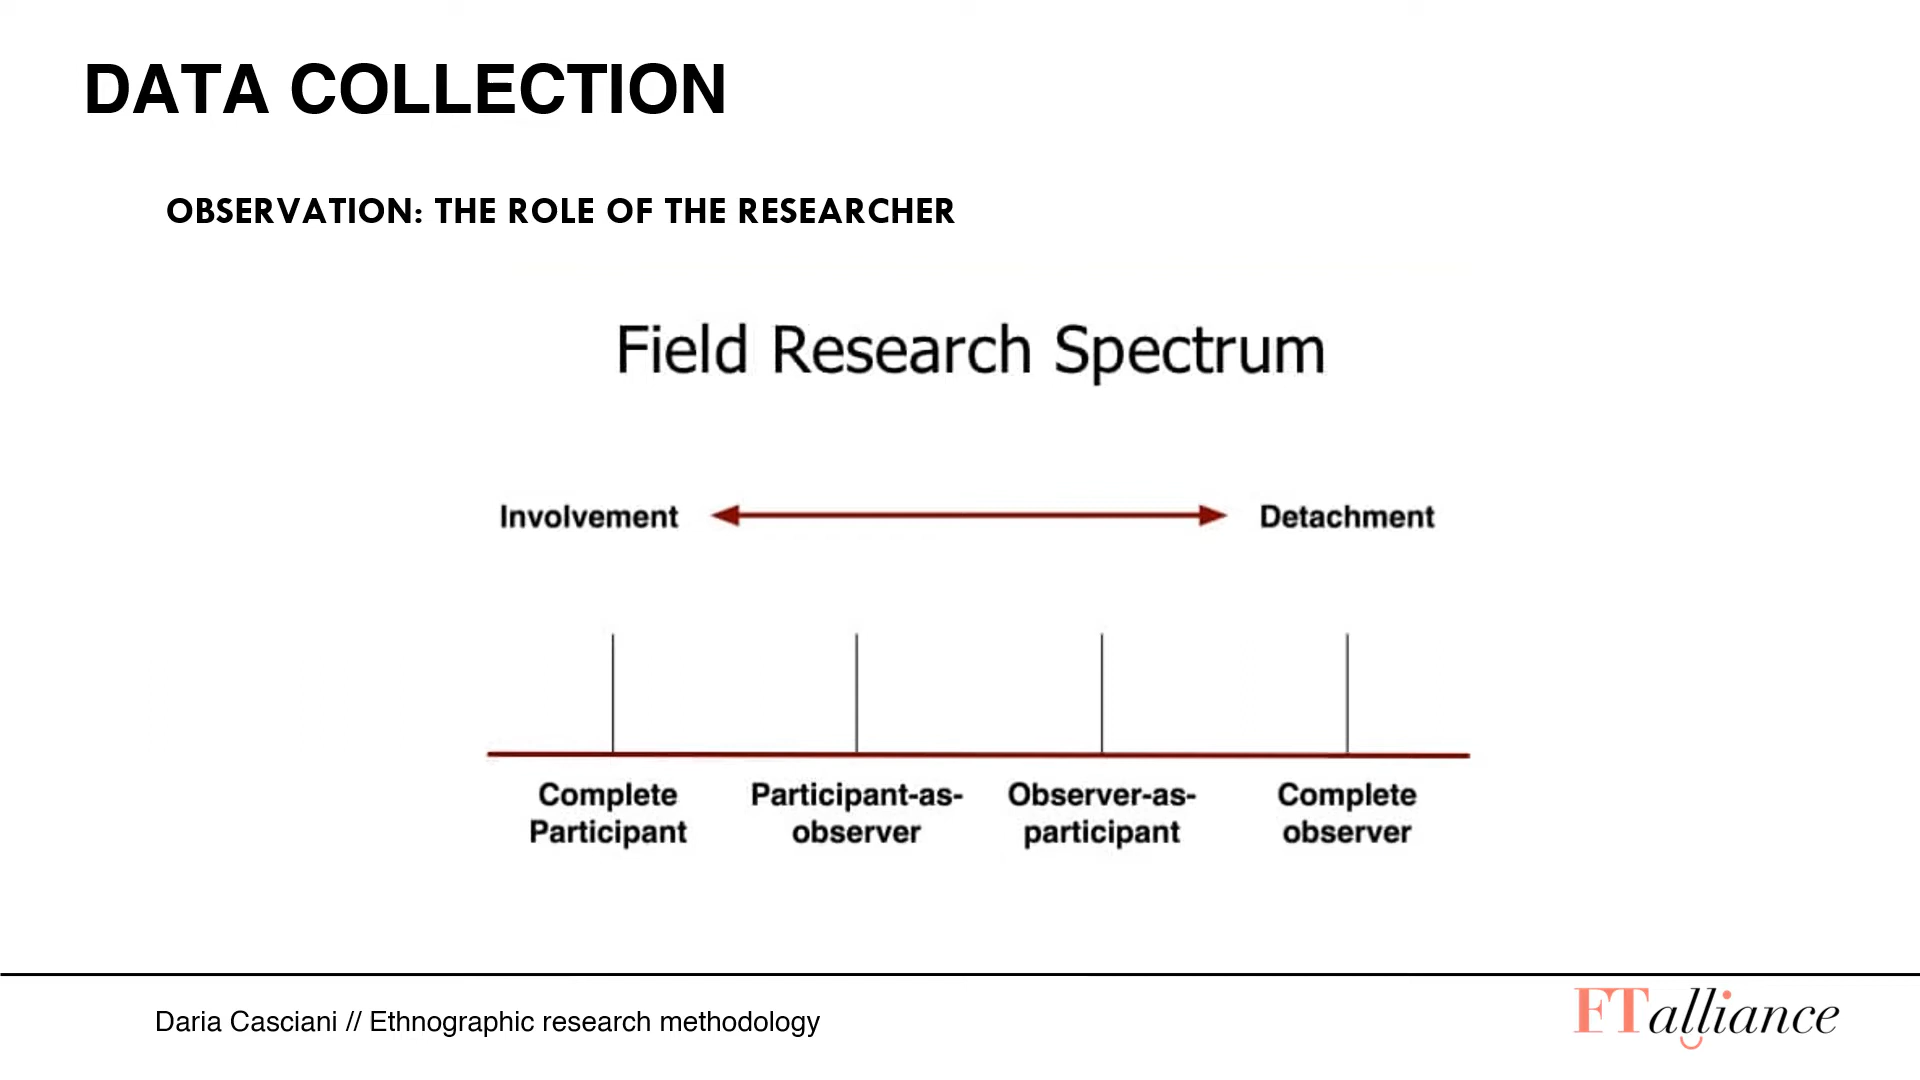 DATA COLLECTION
OBSERVATION: THE ROLE OF THE RESEARCHER
Field Research Spectrum
Involvement Detachment
Complete Participant
Participant-as-observer
Observer-as-participant
Complete observer
Daria Casciani // Ethnographic research methodology
FTalliance